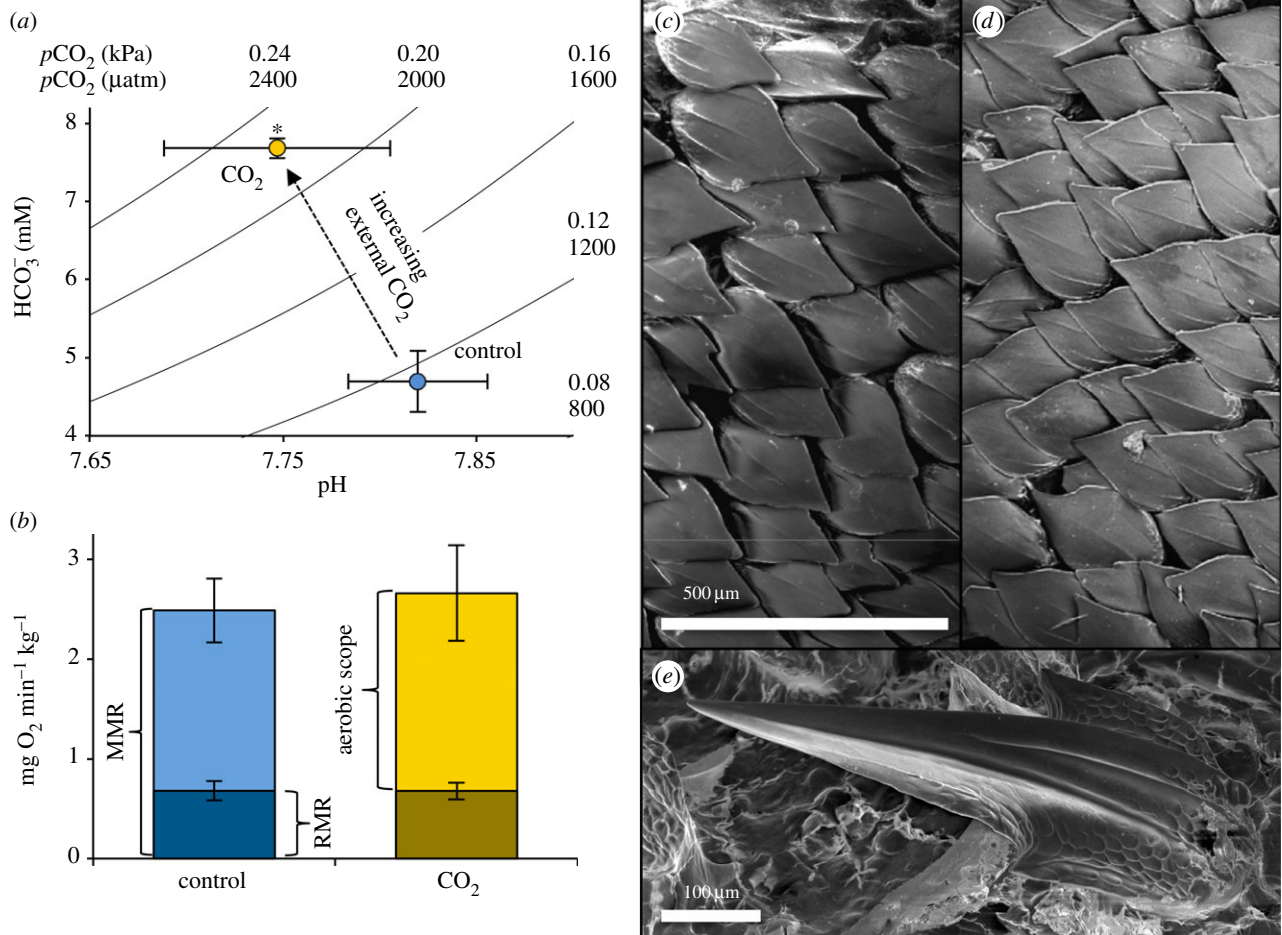 (a)
pCO₂ (kPa) 0.24 0.20 0.16
pCO₂ (µatm) 2400 2000 1600
8
7
6
5
4
HCO₃⁻ (mM)
*
CO₂
increasing
external CO₂
control
0.12
1200
0.08
800
7.65 7.75 7.85
pH
(b)
3
2
1
0
mg O₂ min⁻¹ kg⁻¹
MMR
RMR
aerobic scope
control CO₂
(c)
500 µm
(d)
(e)
100 µm